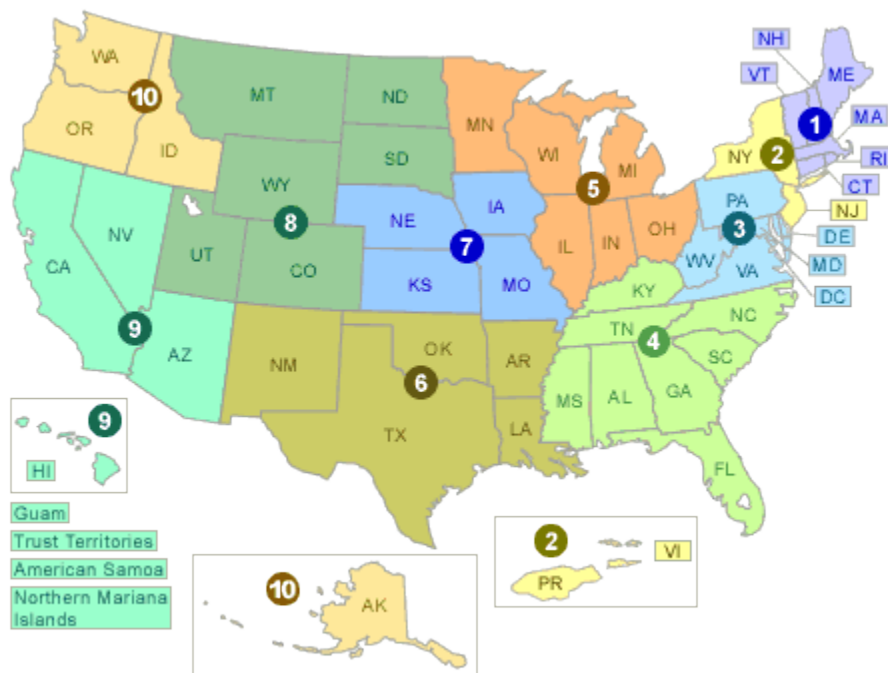 NH
WA
VT
ME
MT
ND
10
MN
MA
OR
1
ID
WI
NY
2
RI
SD
MI
CT
WY
5
PA
NJ
IA
NE
8
3
DE
NV
7
OH
IL
IN
UT
WV
MD
CA
CO
VA
KS
MO
DC
KY
NC
9
TN
4
OK
AZ
AR
SC
NM
6
MS
AL
GA
9
TX
LA
HI
FL
Guam
2
Trust Territories
VI
American Samoa
PR
10
Northern Mariana
Islands
AK